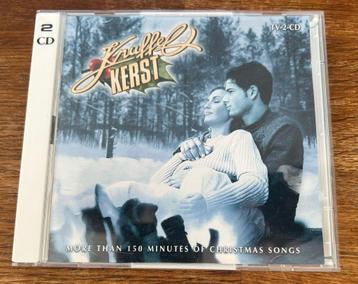 2
CD
Knuffel
KERST
TV-2-CD
MORE THAN 150 MINUTES OF CHRISTMAS SONGS